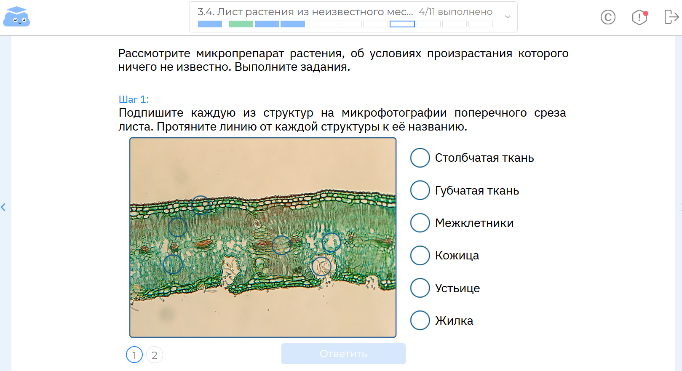 3.4. Лист растения из неизвестного мес... 4/11 выполнено
Рассмотрите микропрепарат растения, об условиях произрастания которого
ничего не известно. Выполните задания.
Шаг 1:
Подпишите каждую из структур на микрофотографии поперечного среза
листа. Протяните линию от каждой структуры к её названию.
Столбчатая ткань
Губчатая ткань
Межклетники
Кожица
Устьице
Жилка
1 2
Ответить